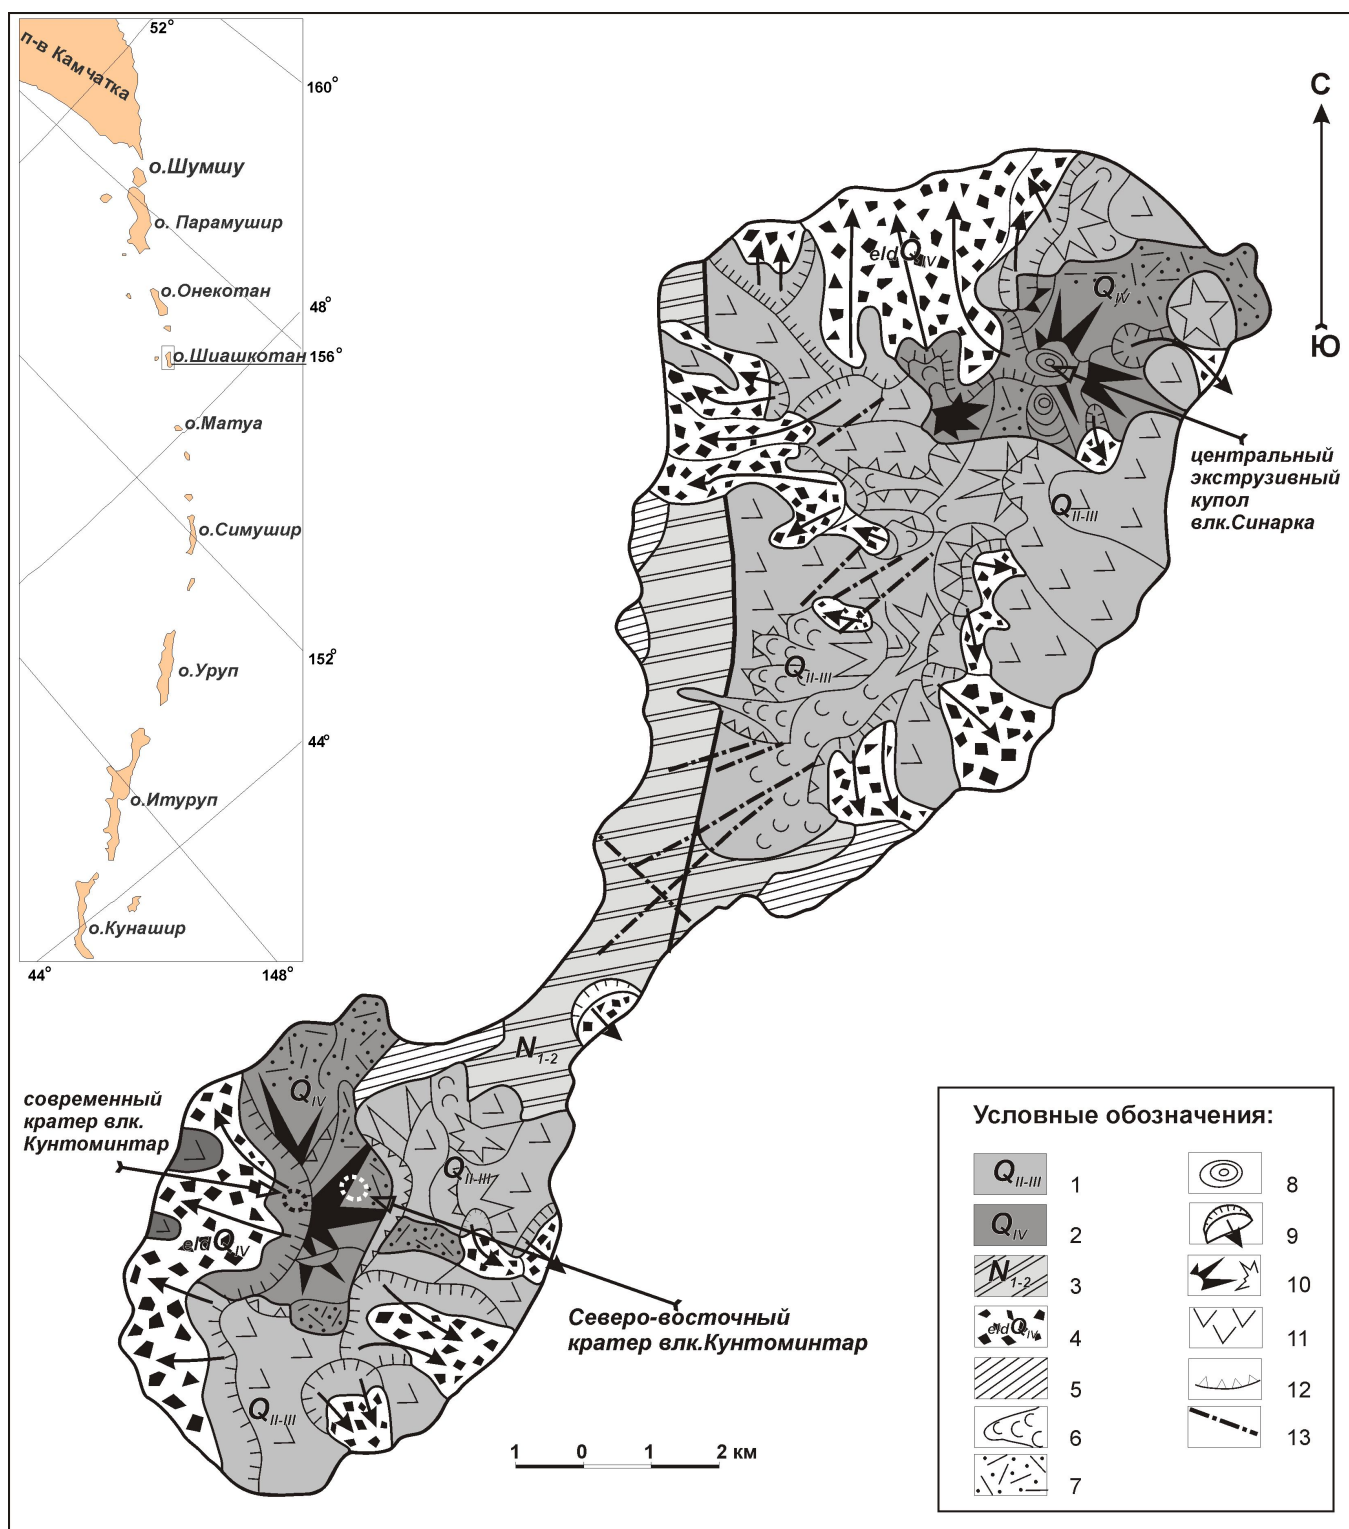 52°
п-в Камчатка
160°
о.Шумшу
о. Парамушир
о.Онекотан
48°
о.Шиашкотан
156°
о.Матуа
о.Симушир
152°
о.Уруп
44°
о.Итуруп
о.Кунашир
44°
148°
С
Ю
eld Q IV
Q IV
центральный
экструзивный
купол
влк.Синарка
Q II-III
Q II-III
N 1-2
современный
кратер влк.
Кунтоминтар
Q IV
Q II-III
eld Q IV
Северо-восточный
кратер влк.Кунтоминтар
Q II-III
1 0 1 2 км
Условные обозначения:
Q II-III 1
Q IV 2
N 1-2 3
eld Q IV 4
5
6
7
8
9
10
11
12
13